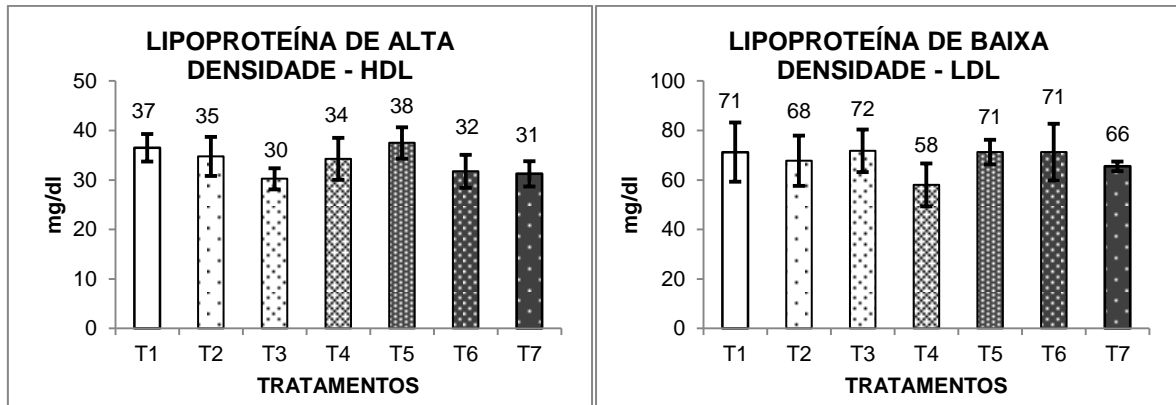 LIPOPROTEÍNA DE ALTA
DENSIDADE - HDL
mg/dl
50
40
30
20
10
0
37
35
30
34
38
32
31
T1 T2 T3 T4 T5 T6 T7
TRATAMENTOS
LIPOPROTEÍNA DE BAIXA
DENSIDADE - LDL
mg/dl
100
80
60
40
20
0
71
68
72
58
71
71
66
T1 T2 T3 T4 T5 T6 T7
TRATAMENTOS